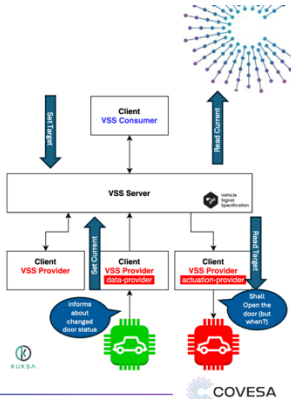 Set Target
Client
VSS Consumer
Read Current
VSS Server
Vehicle
Signal
Specification
Client
VSS Provider
Set Current
Client
VSS Provider
data-provider
Client
VSS Provider
actuation-provider
Read Target
informs
about
changed
door status
Shall
Open the
door (but
when?)
KUKSA
COVESA